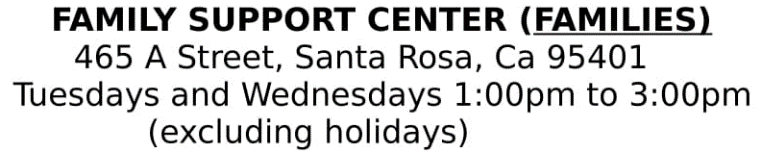 FAMILY SUPPORT CENTER (FAMILIES)
465 A Street, Santa Rosa, Ca 95401
Tuesdays and Wednesdays 1:00pm to 3:00pm
(excluding holidays)